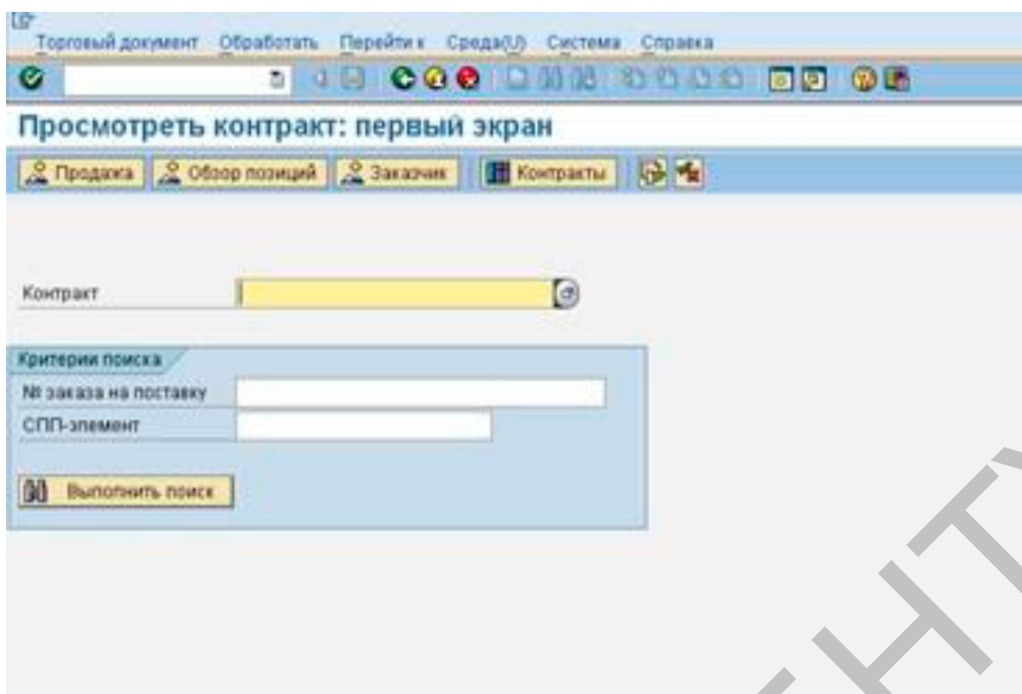 Торговый документ Обработать Перейти к Среда(U) Система Справка
Просмотреть контракт: первый экран
Продажа Обзор позиций Заказчик Контракты
Контракт
Критерии поиска
№ заказа на поставку
СПП-элемент
Выполнить поиск